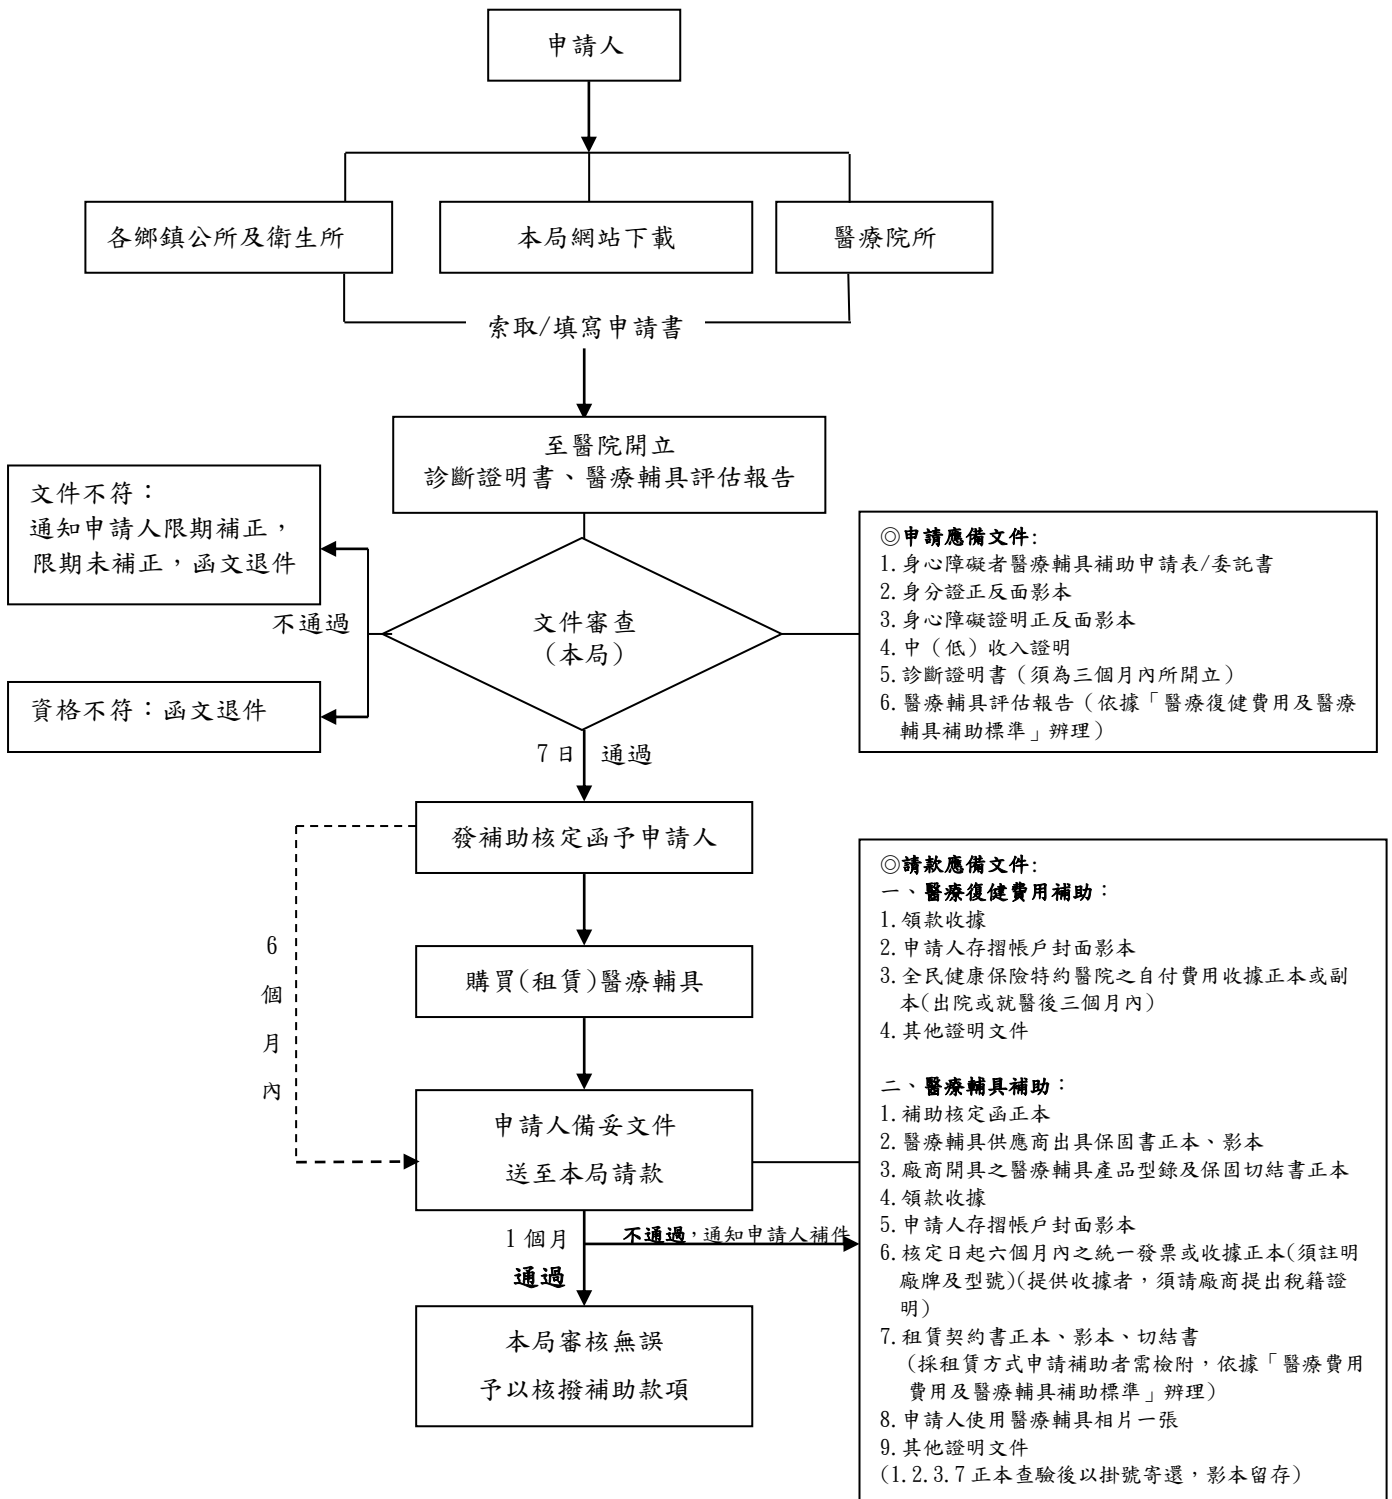 申請人
各鄉鎮公所及衛生所
本局網站下載
醫療院所
索取/填寫申請書
至醫院開立
診斷證明書、醫療輔具評估報告
文件不符：
通知申請人限期補正，
限期未補正，函文退件
不通過
資格不符：函文退件
文件審查
(本局)
◎申請應備文件:
1.身心障礙者醫療輔具補助申請表/委託書
2.身分證正反面影本
3.身心障礙證明正反面影本
4.中（低）收入證明
5.診斷證明書（須為三個月內所開立）
6.醫療輔具評估報告（依據「醫療復健費用及醫療
輔具補助標準」辦理）
7日 通過
發補助核定函予申請人
6
個
月
內
購買(租賃)醫療輔具
申請人備妥文件
送至本局請款
1個月
通過
不通過，通知申請人補件
本局審核無誤
予以核撥補助款項
◎請款應備文件:
一、醫療復健費用補助：
1.領款收據
2.申請人存摺帳戶封面影本
3.全民健康保險特約醫院之自付費用收據正本或副
本(出院或就醫後三個月內)
4.其他證明文件
二、醫療輔具補助：
1.補助核定函正本
2.醫療輔具供應商出具保固書正本、影本
3.廠商開具之醫療輔具產品型錄及保固切結書正本
4.領款收據
5.申請人存摺帳戶封面影本
6.核定日起六個月內之統一發票或收據正本(須註明
廠牌及型號)(提供收據者，須請廠商提出稅籍證
明)
7.租賃契約書正本、影本、切結書
(採租賃方式申請補助者需檢附，依據「醫療費用
費用及醫療輔具補助標準」辦理)
8.申請人使用醫療輔具相片一張
9.其他證明文件
(1.2.3.7正本查驗後以掛號寄還，影本留存)